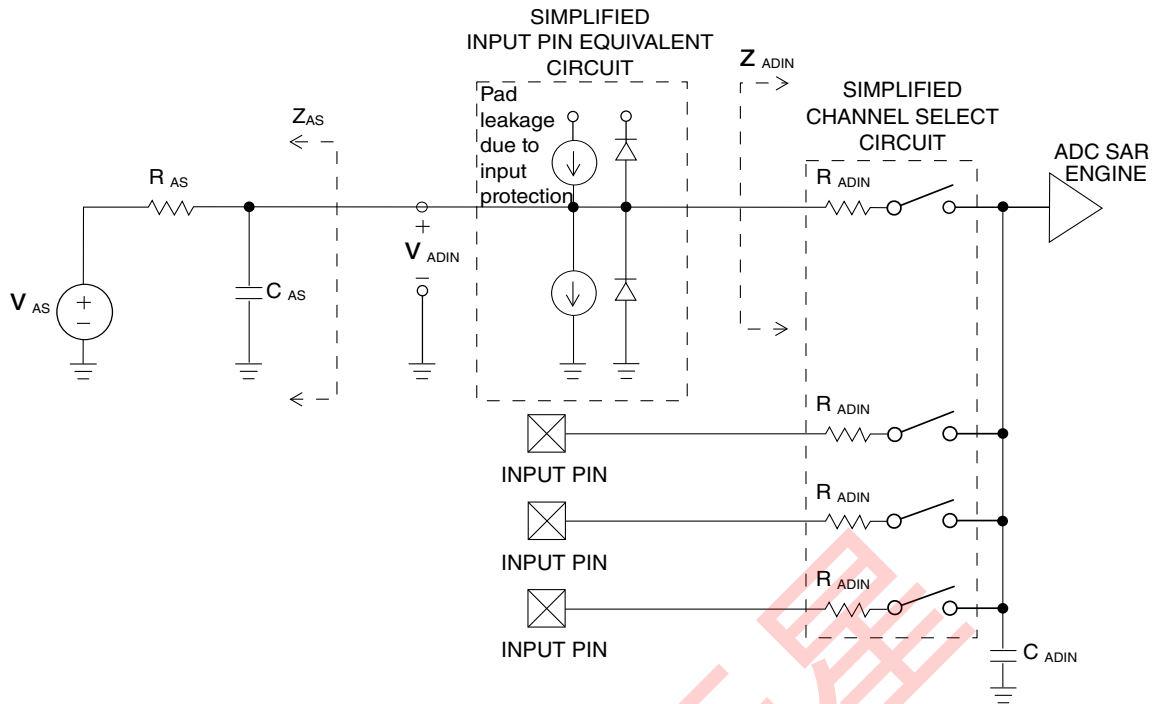 SIMPLIFIED
INPUT PIN EQUIVALENT
CIRCUIT
Pad
leakage
due to
input
protection
Z ADIN
SIMPLIFIED
CHANNEL SELECT
CIRCUIT
ADC SAR
ENGINE
ZAS
R AS
R ADIN
+
V ADIN
−
C AS
V AS
+
−
R ADIN
INPUT PIN
R ADIN
INPUT PIN
R ADIN
INPUT PIN
C ADIN
星